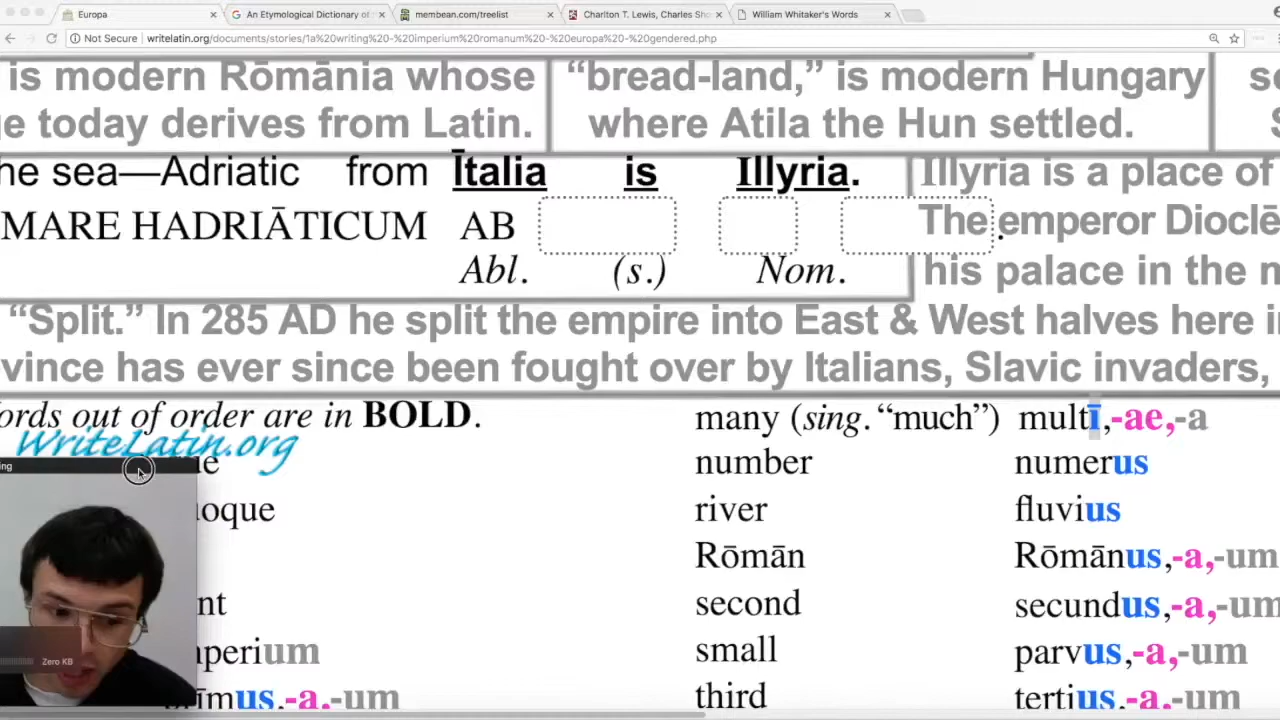 Europa
An Etymological Dictionary of
membean.com/treelist
Charlton T. Lewis, Charles Sho
William Whitaker's Words
Not Secure | writelatin.org/documents/stories/1a%20writing%20-%20imperium%20romanum%20-%20europa%20-%20gendered.php
is modern Rōmānia whose
“bread-land,” is modern Hungary
e today derives from Latin.
where Atila the Hun settled.
he sea—Adriatic from Ītalia is Illyria.
Illyria is a place of
MARE HADRIĀTICUM AB .
The emperor Dioclē
Abl. (s.) Nom.
his palace in the
“Split.” In 285 AD he split the empire into East & West halves here i
vince has ever since been fought over by Italians, Slavic invaders,
ords out of order are in BOLD.
many (sing. “much”) multī,-ae,-a
WriteLatin.org
number numerus
uoque
river fluvius
Rōmān Rōmānus,-a,-um
nt
second secundus,-a,-um
mperium
small parvus,-a,-um
rīmus,-a,-um
third tertius,-a,-um
Zero KB